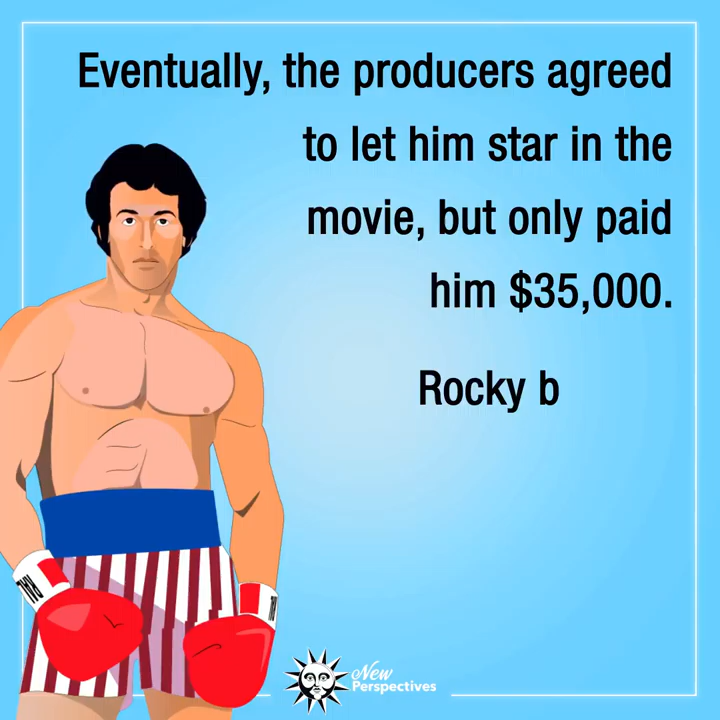 Eventually, the producers agreed
to let him star in the
movie, but only paid
him $35,000.
Rocky b
New
Perspectives